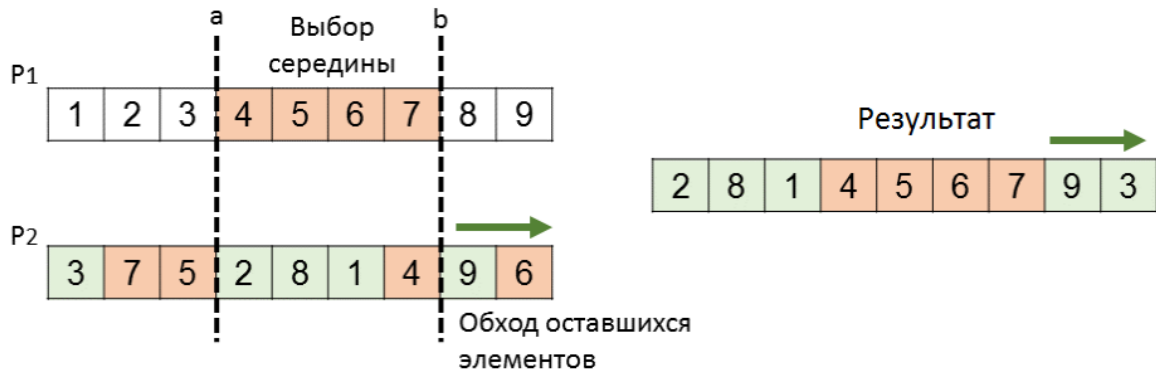 a
b
Выбор
середины
P1
1 2 3 4 5 6 7 8 9
Результат
2 8 1 4 5 6 7 9 3
P2
3 7 5 2 8 1 4 9 6
Обход оставшихся
элементов